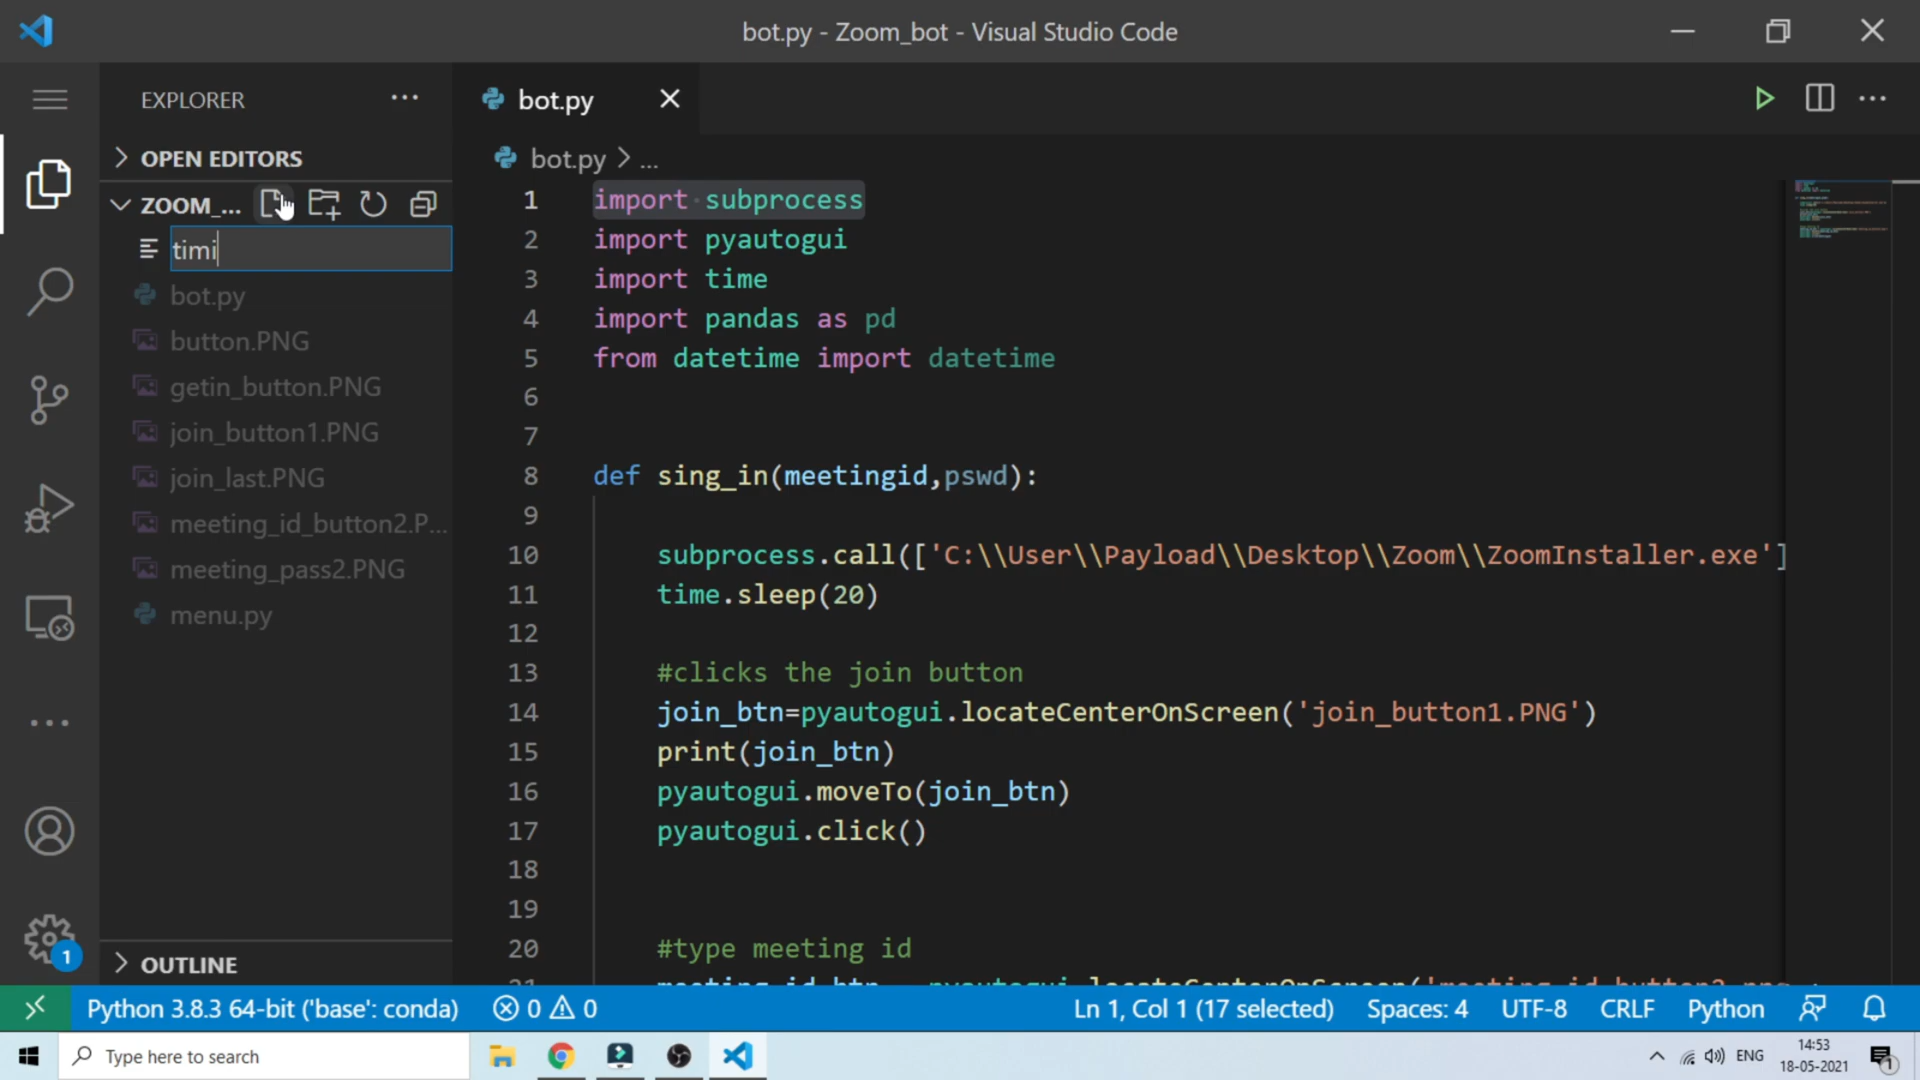 bot.py - Zoom_bot - Visual Studio Code
EXPLORER
bot.py
OPEN EDITORS
bot.py > ...
ZOOM_...
timi
bot.py
button.PNG
getin_button.PNG
join_button1.PNG
join_last.PNG
meeting_id_button2.P...
meeting_pass2.PNG
menu.py
OUTLINE
1 import subprocess
2 import pyautogui
3 import time
4 import pandas as pd
5 from datetime import datetime
6
7
8 def sing_in(meetingid,pswd):
9
10 subprocess.call(['C:\\User\\Payload\\Desktop\\Zoom\\ZoomInstaller.exe']
11 time.sleep(20)
12
13 #clicks the join button
14 join_btn=pyautogui.locateCenterOnScreen('join_button1.PNG')
15 print(join_btn)
16 pyautogui.moveTo(join_btn)
17 pyautogui.click()
18
19
20 #type meeting id
1
Python 3.8.3 64-bit ('base': conda) 0 0 Ln 1, Col 1 (17 selected) Spaces: 4 UTF-8 CRLF Python
Type here to search
ENG
14:53
18-05-2021
1